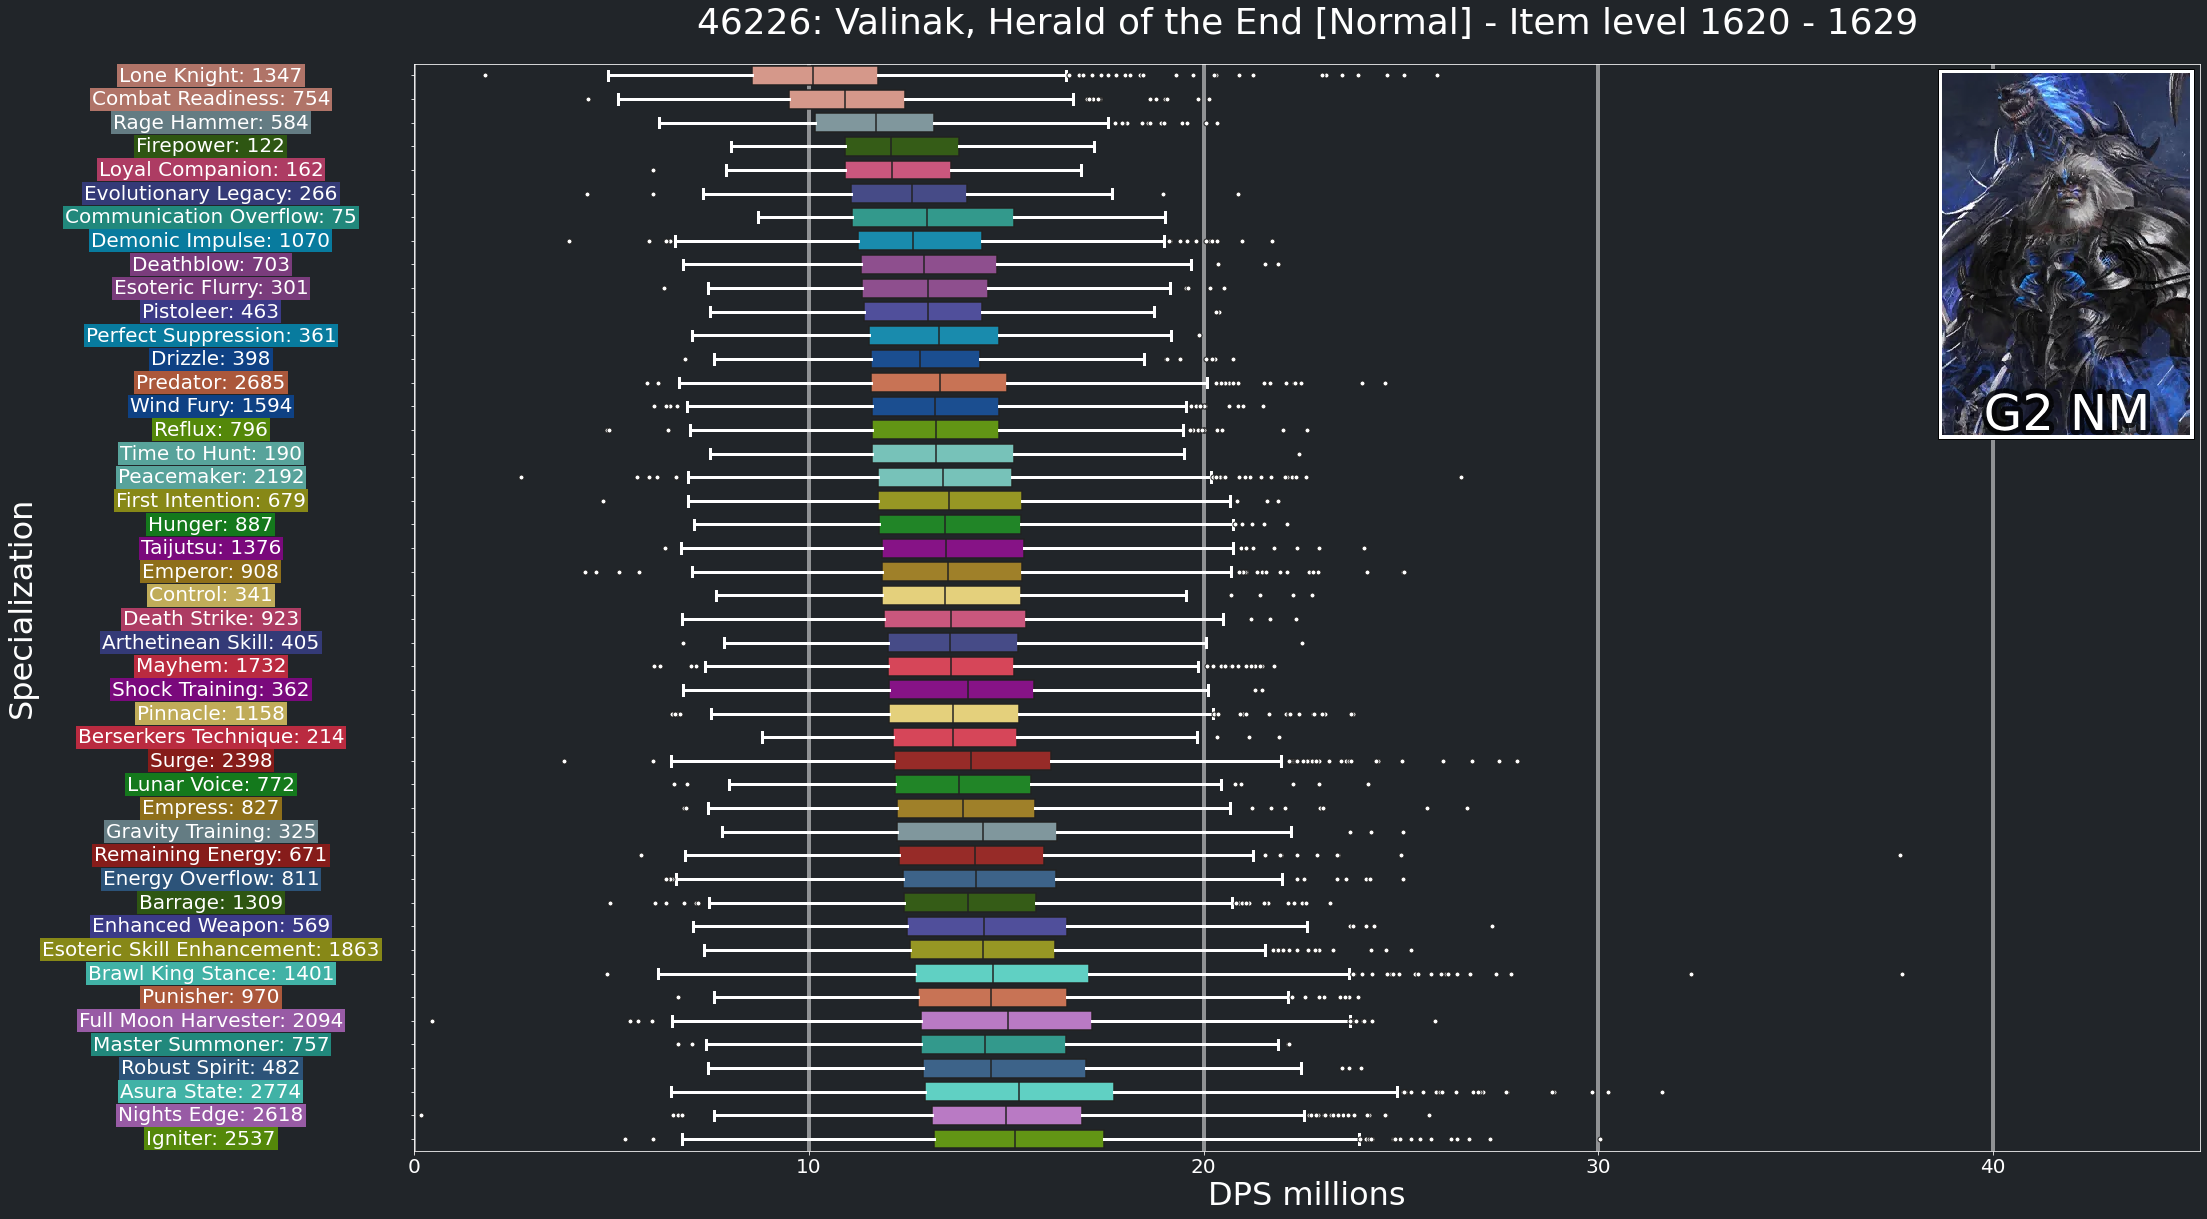 46226: Valinak, Herald of the End [Normal] - Item level 1620 - 1629
Lone Knight: 1347
Combat Readiness: 754
Rage Hammer: 584
Firepower: 122
Loyal Companion: 162
Evolutionary Legacy: 266
Communication Overflow: 75
Demonic Impulse: 1070
Deathblow: 703
Esoteric Flurry: 301
Pistoleer: 463
Perfect Suppression: 361
Drizzle: 398
Predator: 2685
Wind Fury: 1594
Reflux: 796
Time to Hunt: 190
Peacemaker: 2192
First Intention: 679
Hunger: 887
Taijutsu: 1376
Emperor: 908
Control: 341
Death Strike: 923
Arthetinean Skill: 405
Mayhem: 1732
Shock Training: 362
Pinnacle: 1158
Berserkers Technique: 214
Surge: 2398
Lunar Voice: 772
Empress: 827
Gravity Training: 325
Remaining Energy: 671
Energy Overflow: 811
Barrage: 1309
Enhanced Weapon: 569
Esoteric Skill Enhancement: 1863
Brawl King Stance: 1401
Punisher: 970
Full Moon Harvester: 2094
Master Summoner: 757
Robust Spirit: 482
Asura State: 2774
Nights Edge: 2618
Igniter: 2537
Specialization
G2 NM
0 10 20 30 40
DPS millions